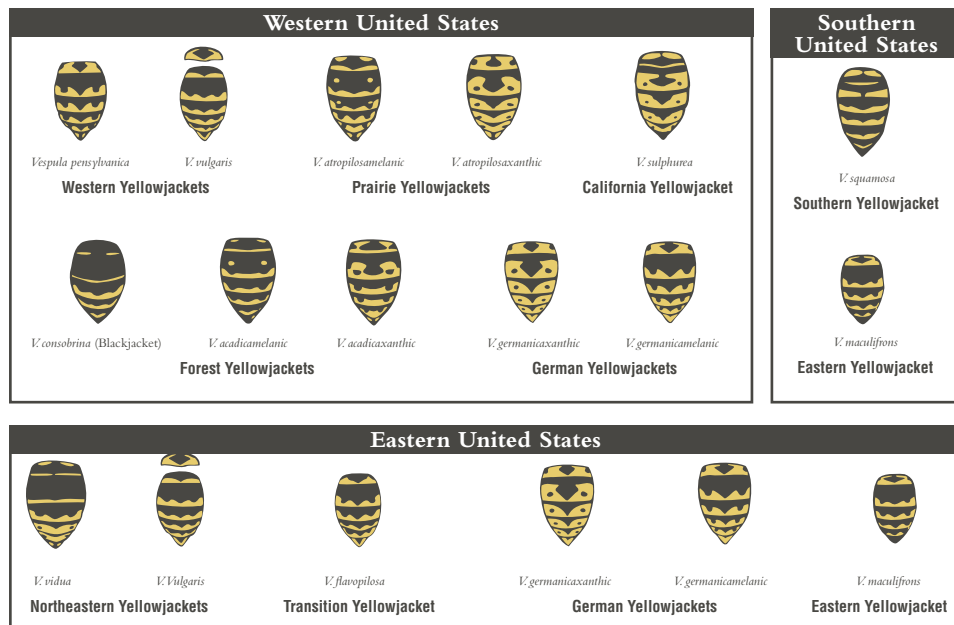 Western United States
Vespula pensylvanica
V. vulgaris
V. atropilosamelanic
V. atropilosaxanthic
V. sulphurea
Western Yellowjackets
Prairie Yellowjackets
California Yellowjacket
V. consobrina (Blackjacket)
V. acadicamelanic
V. acadicaxanthic
V. germanicaxanthic
V. germanicamelanic
Forest Yellowjackets
German Yellowjackets
Southern
United States
V. squamosa
Southern Yellowjacket
V. maculifrons
Eastern Yellowjacket
Eastern United States
V. vidua
V. Vulgaris
V. flavopilosa
V. germanicaxanthic
V. germanicamelanic
V. maculifrons
Northeastern Yellowjackets
Transition Yellowjacket
German Yellowjackets
Eastern Yellowjacket